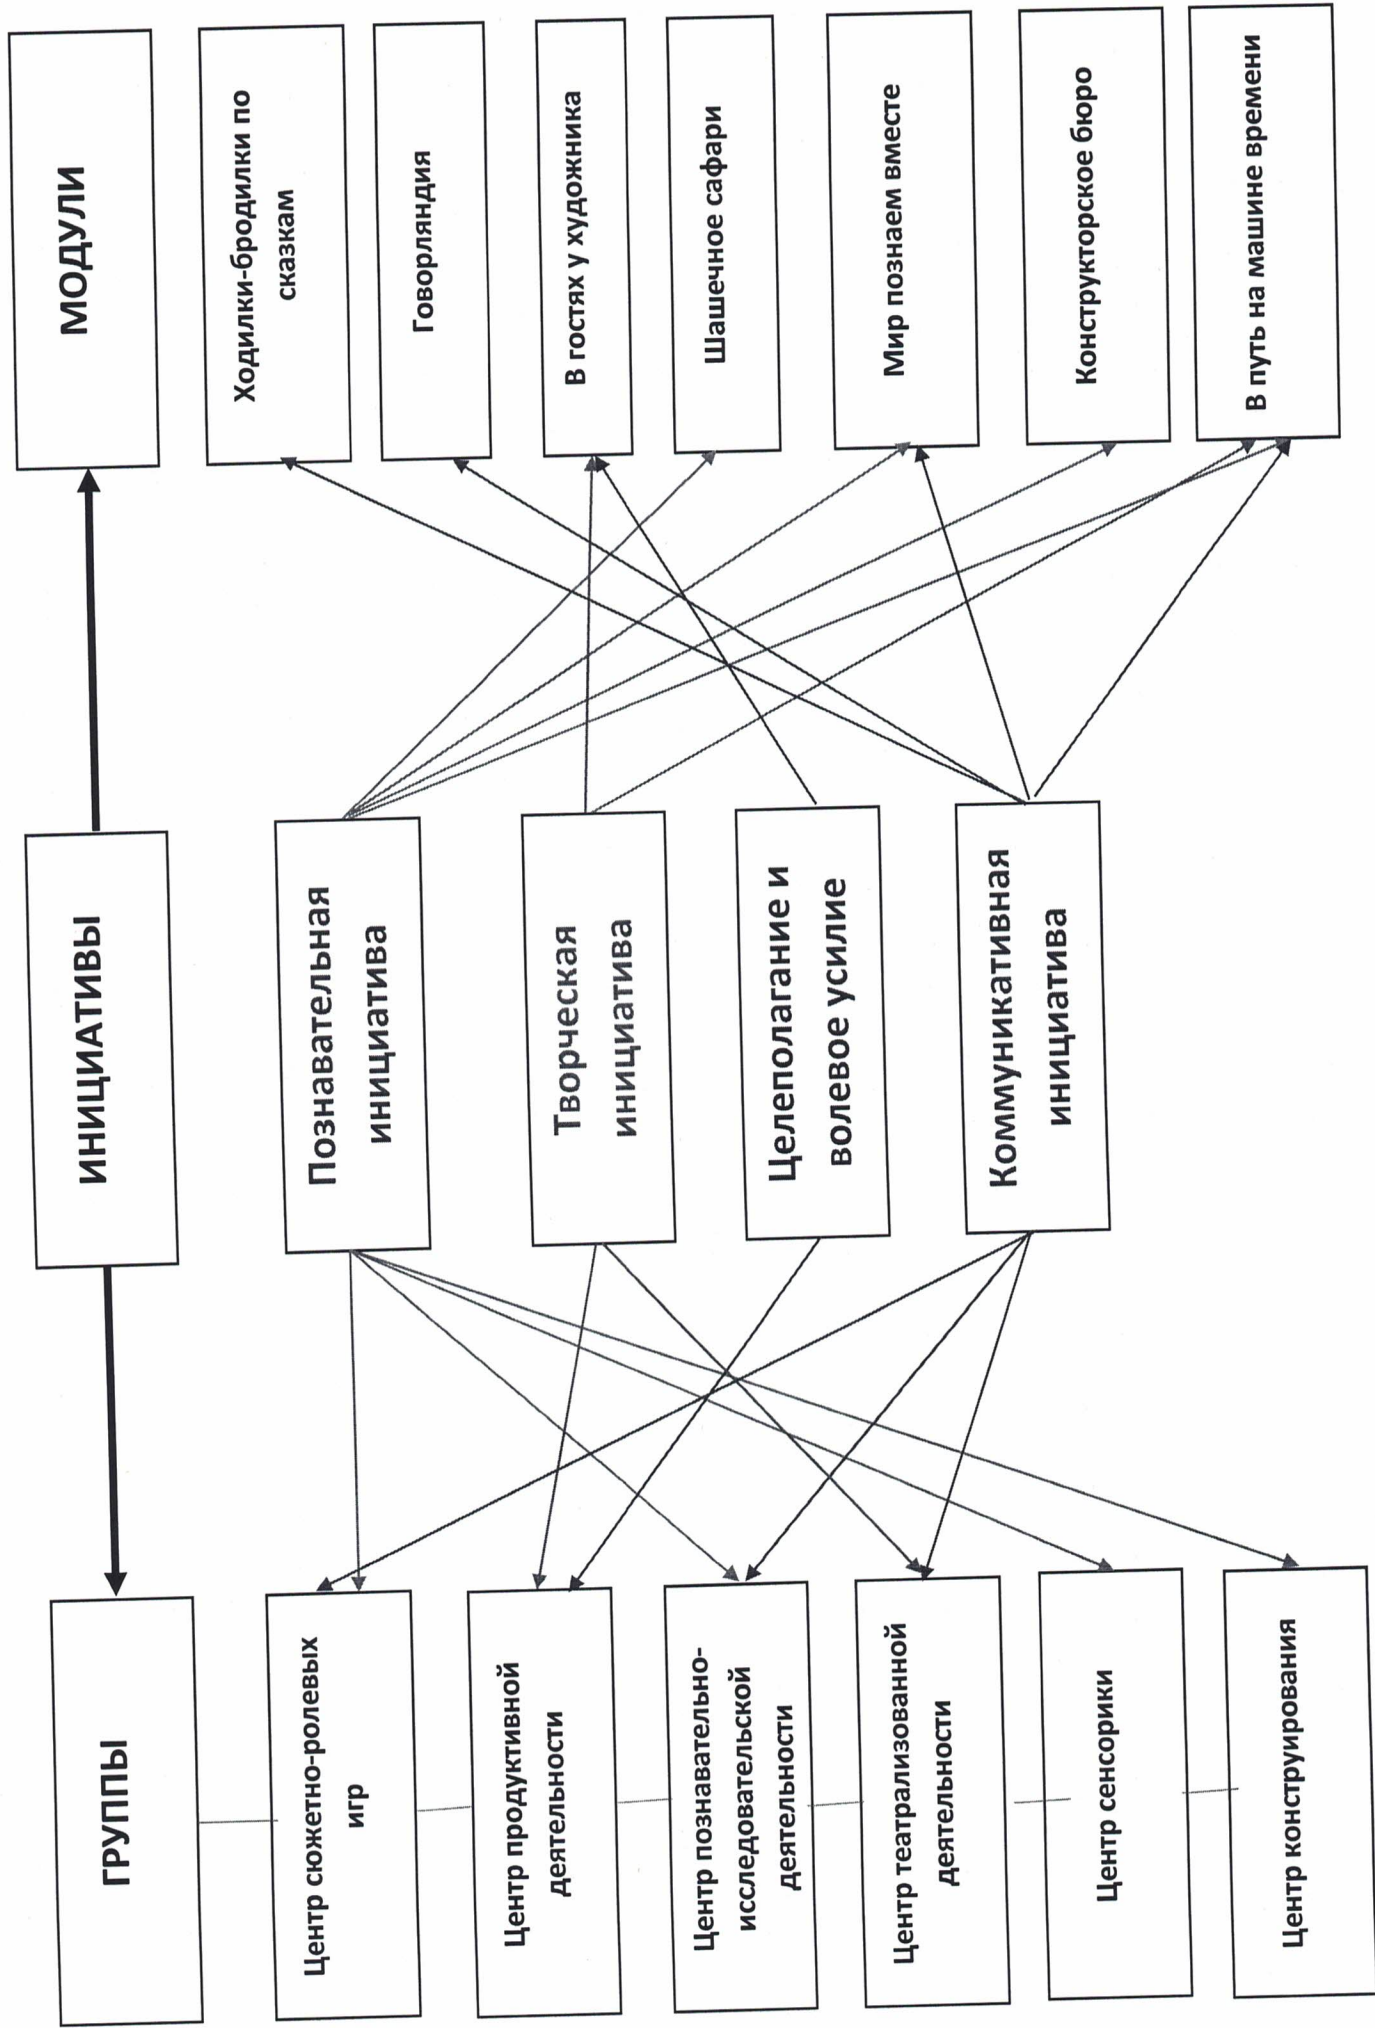 ГРУППЫ
ИНИЦИАТИВЫ
МОДУЛИ
Центр сюжетно-ролевых
игр
Центр продуктивной
деятельности
Центр познавательно-
исследовательской
деятельности
Центр театрализованной
деятельности
Центр сенсорики
Центр конструирования
Познавательная
инициатива
Творческая
инициатива
Целеполагание и
волевое усилие
Коммуникативная
инициатива
Ходилки-бродилки по
сказкам
Говорляндия
В гостях у художника
Шашечное сафари
Мир познаем вместе
Конструкторское бюро
В путь на машине времени